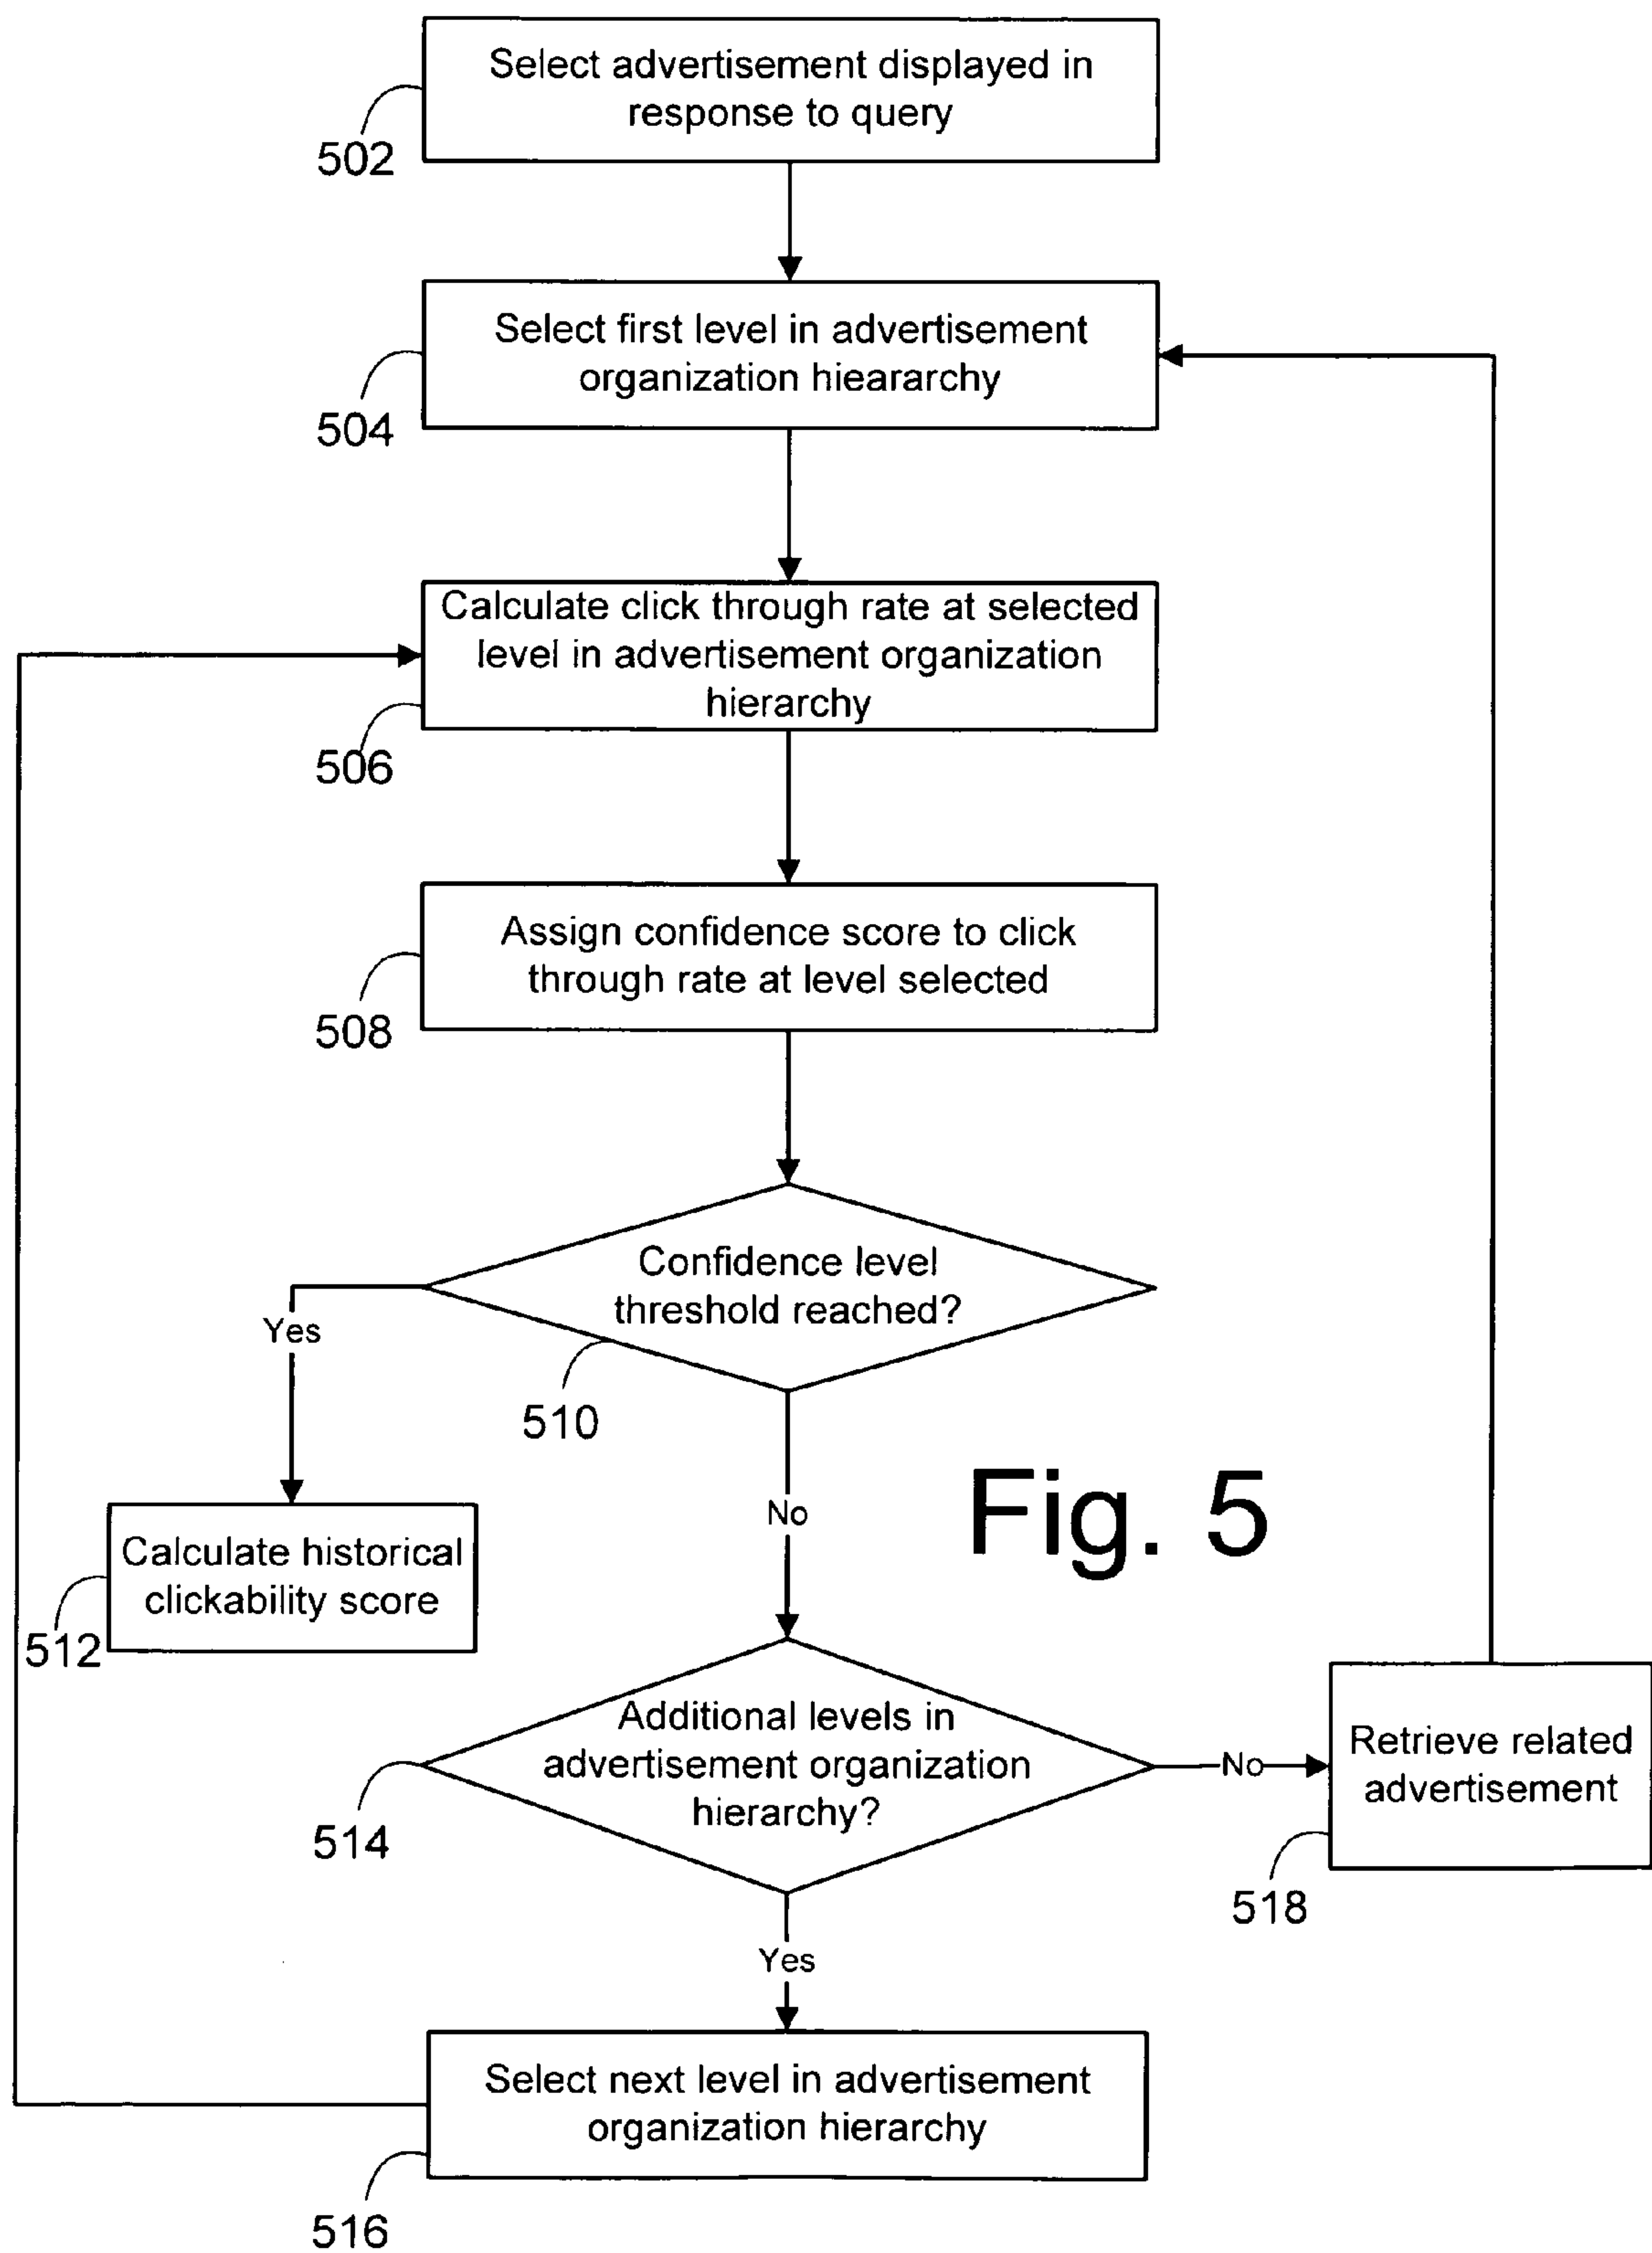 Select advertisement displayed in
response to query
502
Select first level in advertisement
organization hieararchy
504
Calculate click through rate at selected
level in advertisement organization
hierarchy
506
Assign confidence score to click
through rate at level selected
508
Confidence level
threshold reached?
Yes
510
No
Fig. 5
Calculate historical
clickability score
512
Additional levels in
advertisement organization
hierarchy?
No
Retrieve related
advertisement
514
518
Yes
Select next level in advertisement
organization hierarchy
516